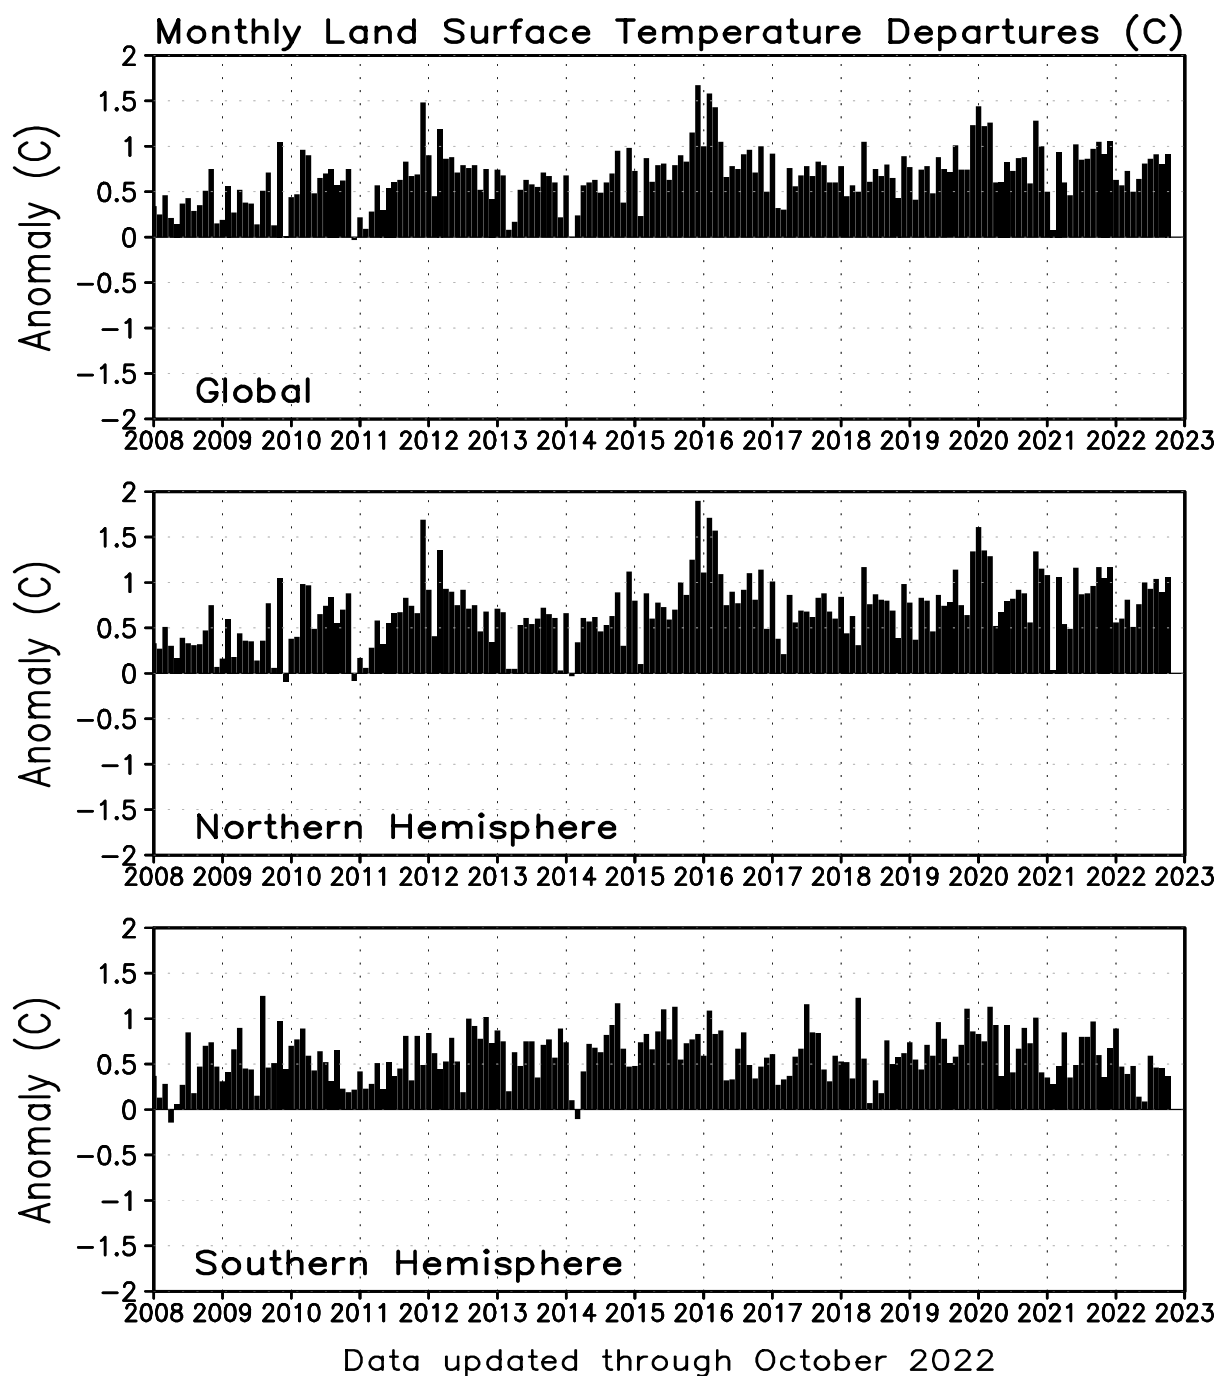 Monthly Land Surface Temperature Departures (C)
Anomaly (C)
2
1.5
1
0.5
0
−0.5
−1
−1.5
−2
Global
2008 2009 2010 2011 2012 2013 2014 2015 2016 2017 2018 2019 2020 2021 2022 2023
Anomaly (C)
2
1.5
1
0.5
0
−0.5
−1
−1.5
−2
Northern Hemisphere
2008 2009 2010 2011 2012 2013 2014 2015 2016 2017 2018 2019 2020 2021 2022 2023
Anomaly (C)
2
1.5
1
0.5
0
−0.5
−1
−1.5
−2
Southern Hemisphere
2008 2009 2010 2011 2012 2013 2014 2015 2016 2017 2018 2019 2020 2021 2022 2023
Data updated through October 2022